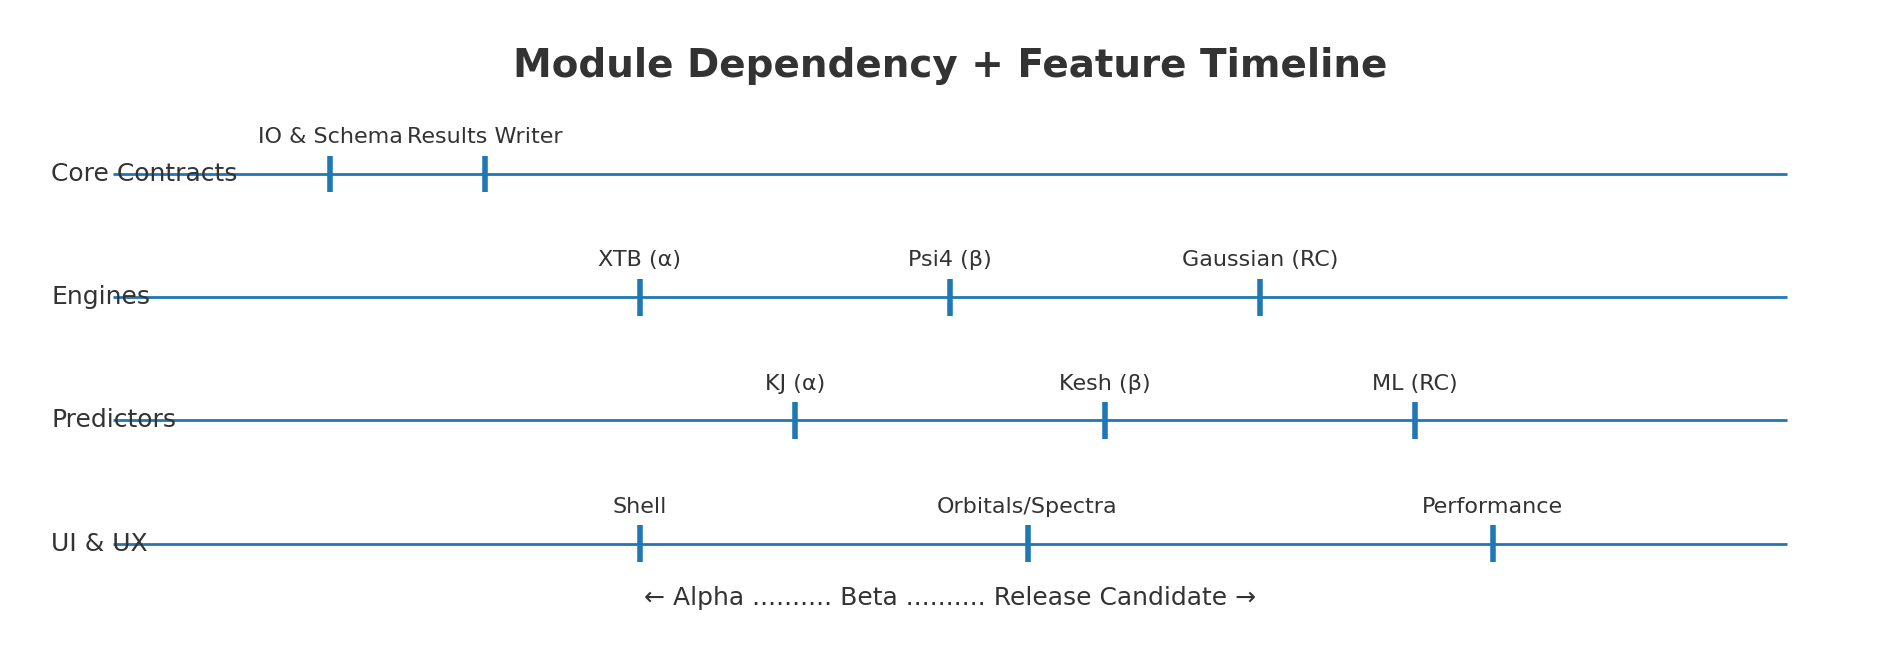 Module Dependency + Feature Timeline
IO & Schema Results Writer
Core Contracts
XTB (α) Psi4 (β) Gaussian (RC)
Engines
KJ (α) Kesh (β) ML (RC)
Predictors
Shell Orbitals/Spectra Performance
UI & UX
← Alpha .......... Beta .......... Release Candidate →